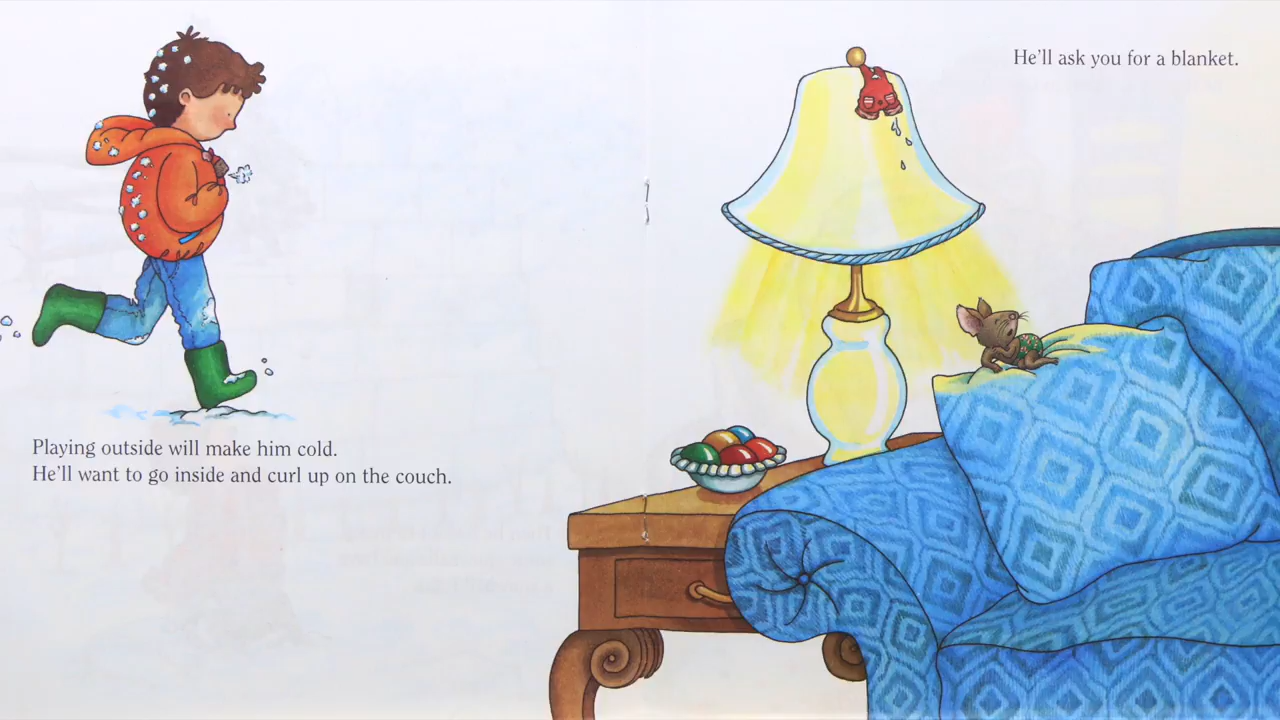 Playing outside will make him cold.
He'll want to go inside and curl up on the couch.
He'll ask you for a blanket.